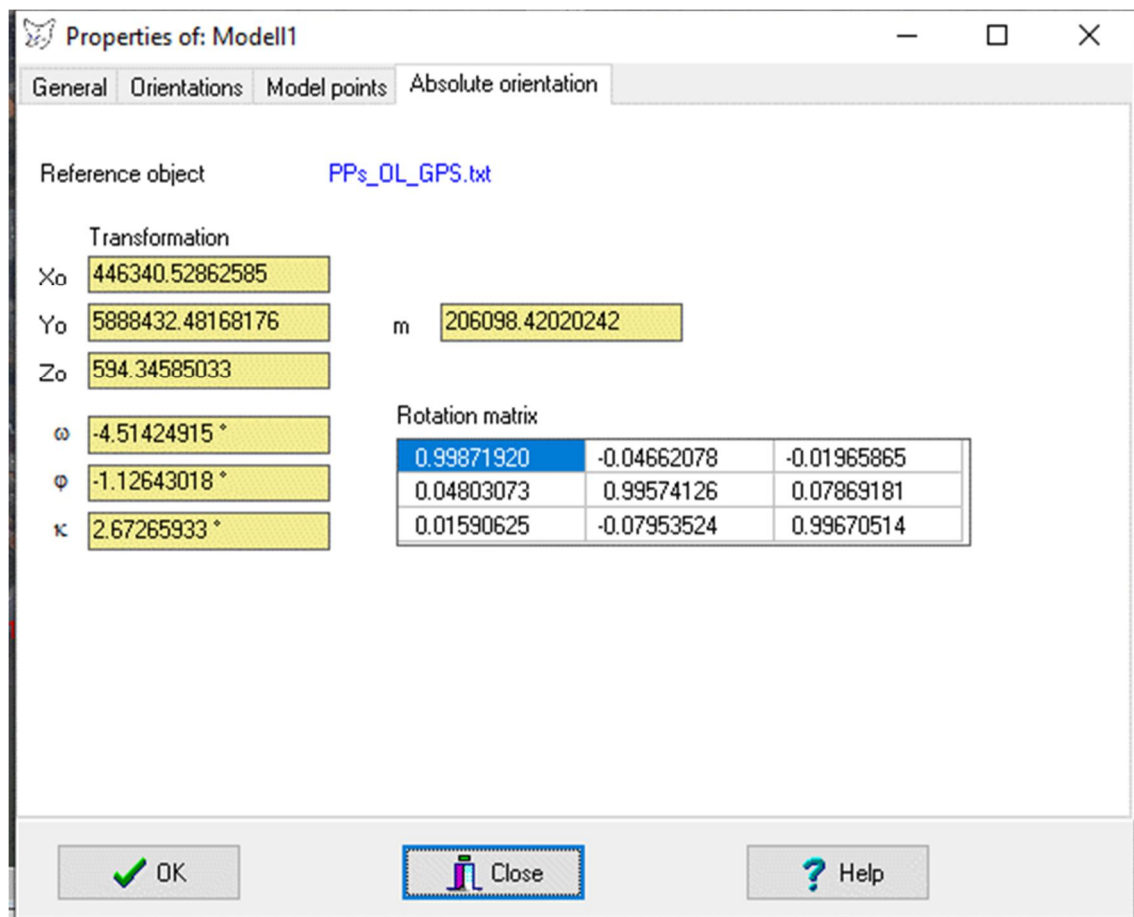 Properties of: Modell1
General Orientations Model points Absolute orientation
Reference object PPs_OL_GPS.txt
Transformation
Xo 446340.52862585
Yo 5888432.48168176 m 206098.42020242
Zo 594.34585033
ω -4.51424915 °
φ -1.12643018 °
κ 2.67265933 °
Rotation matrix
0.99871920 -0.04662078 -0.01965865
0.04803073 0.99574126 0.07869181
0.01590625 -0.07953524 0.99670514
OK Close ? Help